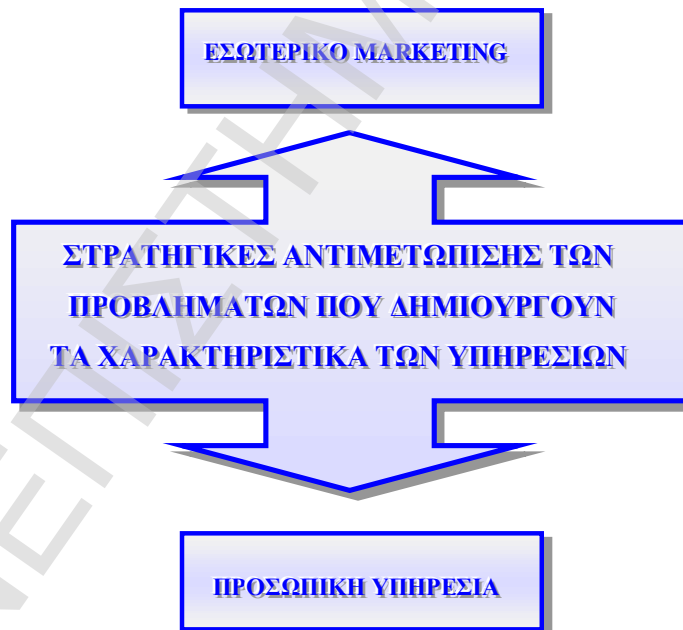 ΕΣΩΤΕΡΙΚΟ MARKETING
ΣΤΡΑΤΗΓΙΚΕΣ ΑΝΤΙΜΕΤΩΠΙΣΗΣ ΤΩΝ
ΠΡΟΒΛΗΜΑΤΩΝ ΠΟΥ ΔΗΜΙΟΥΡΓΟΥΝ
ΤΑ ΧΑΡΑΚΤΗΡΙΣΤΙΚΑ ΤΩΝ ΥΠΗΡΕΣΙΩΝ
ΠΡΟΣΩΠΙΚΗ ΥΠΗΡΕΣΙΑ